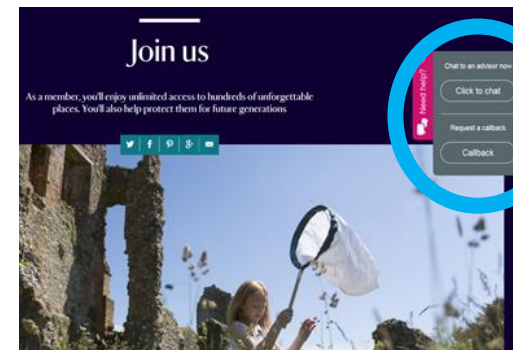 Join us
As a member, you'll enjoy unlimited access to hundreds of unforgettable
places. You'll also help protect them for future generations
Need help?
Chat to an advisor now
Click to chat
Request a callback
Callback